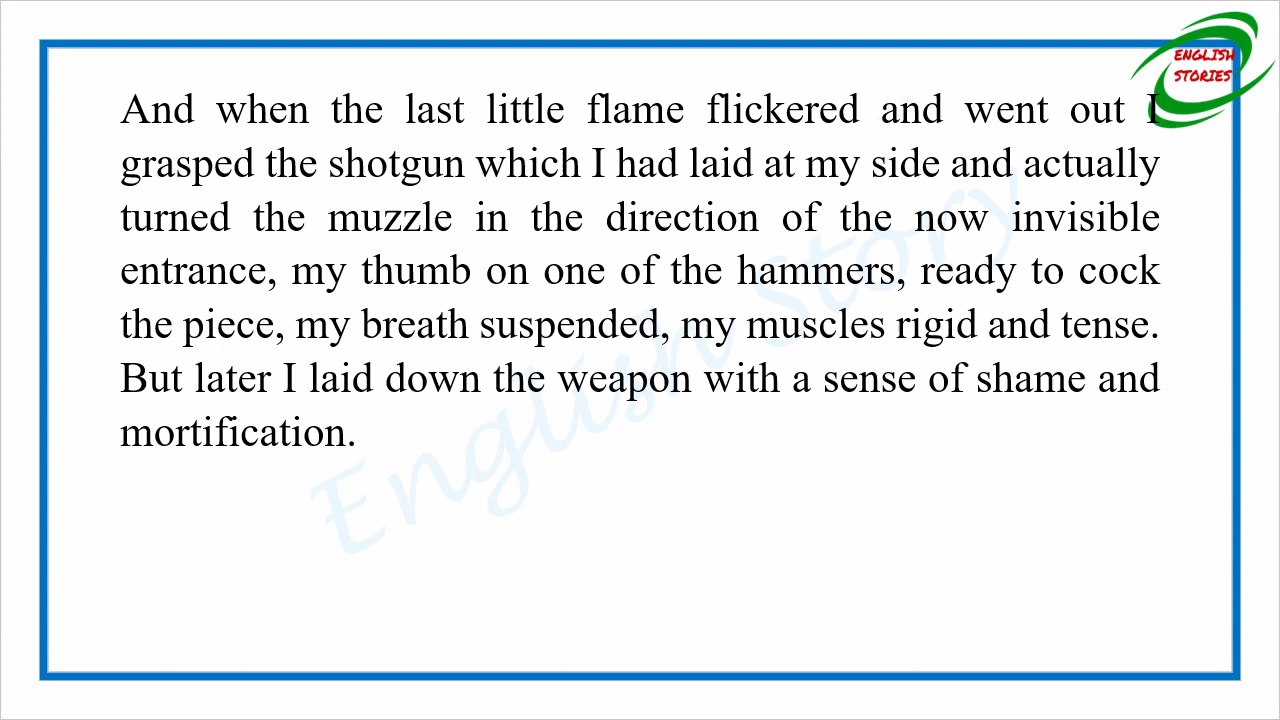 ENGLISH
STORIES
And when the last little flame flickered and went out I
grasped the shotgun which I had laid at my side and actually
turned the muzzle in the direction of the now invisible
entrance, my thumb on one of the hammers, ready to cock
the piece, my breath suspended, my muscles rigid and tense.
But later I laid down the weapon with a sense of shame and
mortification.
English Story